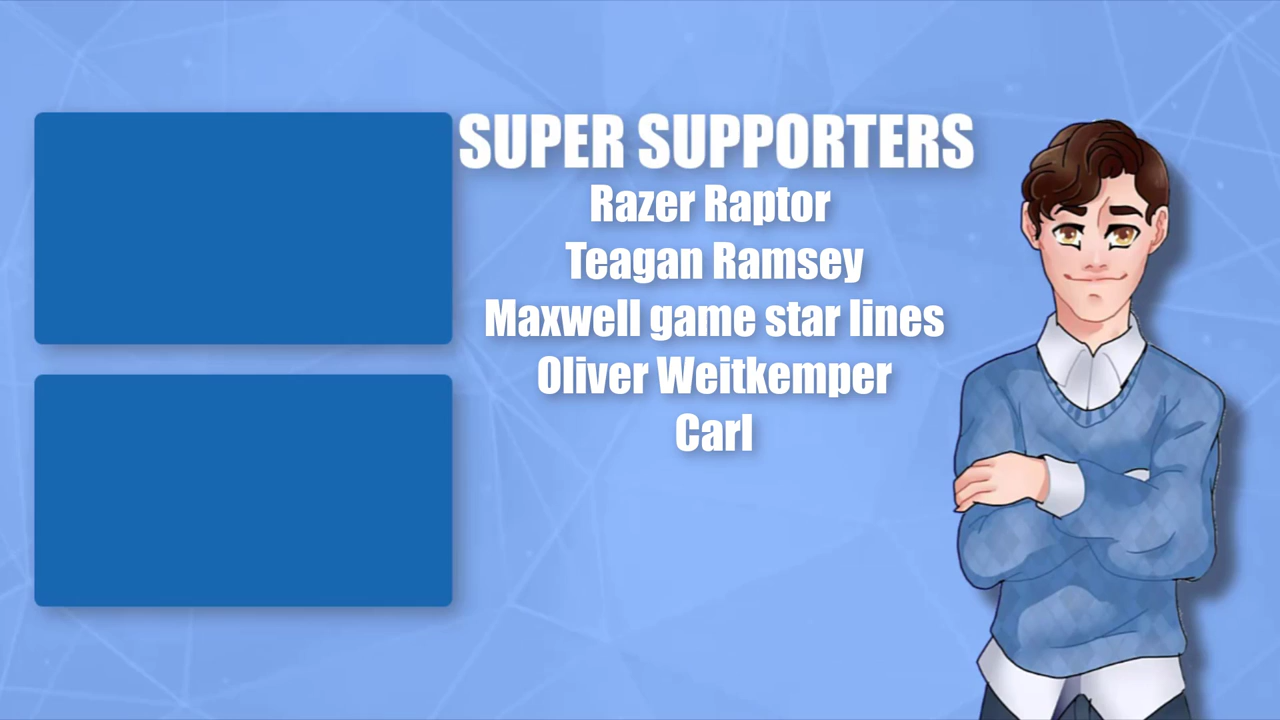 SUPER SUPPORTERS
Razer Raptor
Teagan Ramsey
Maxwell game star lines
Oliver Weitkemper
Carl